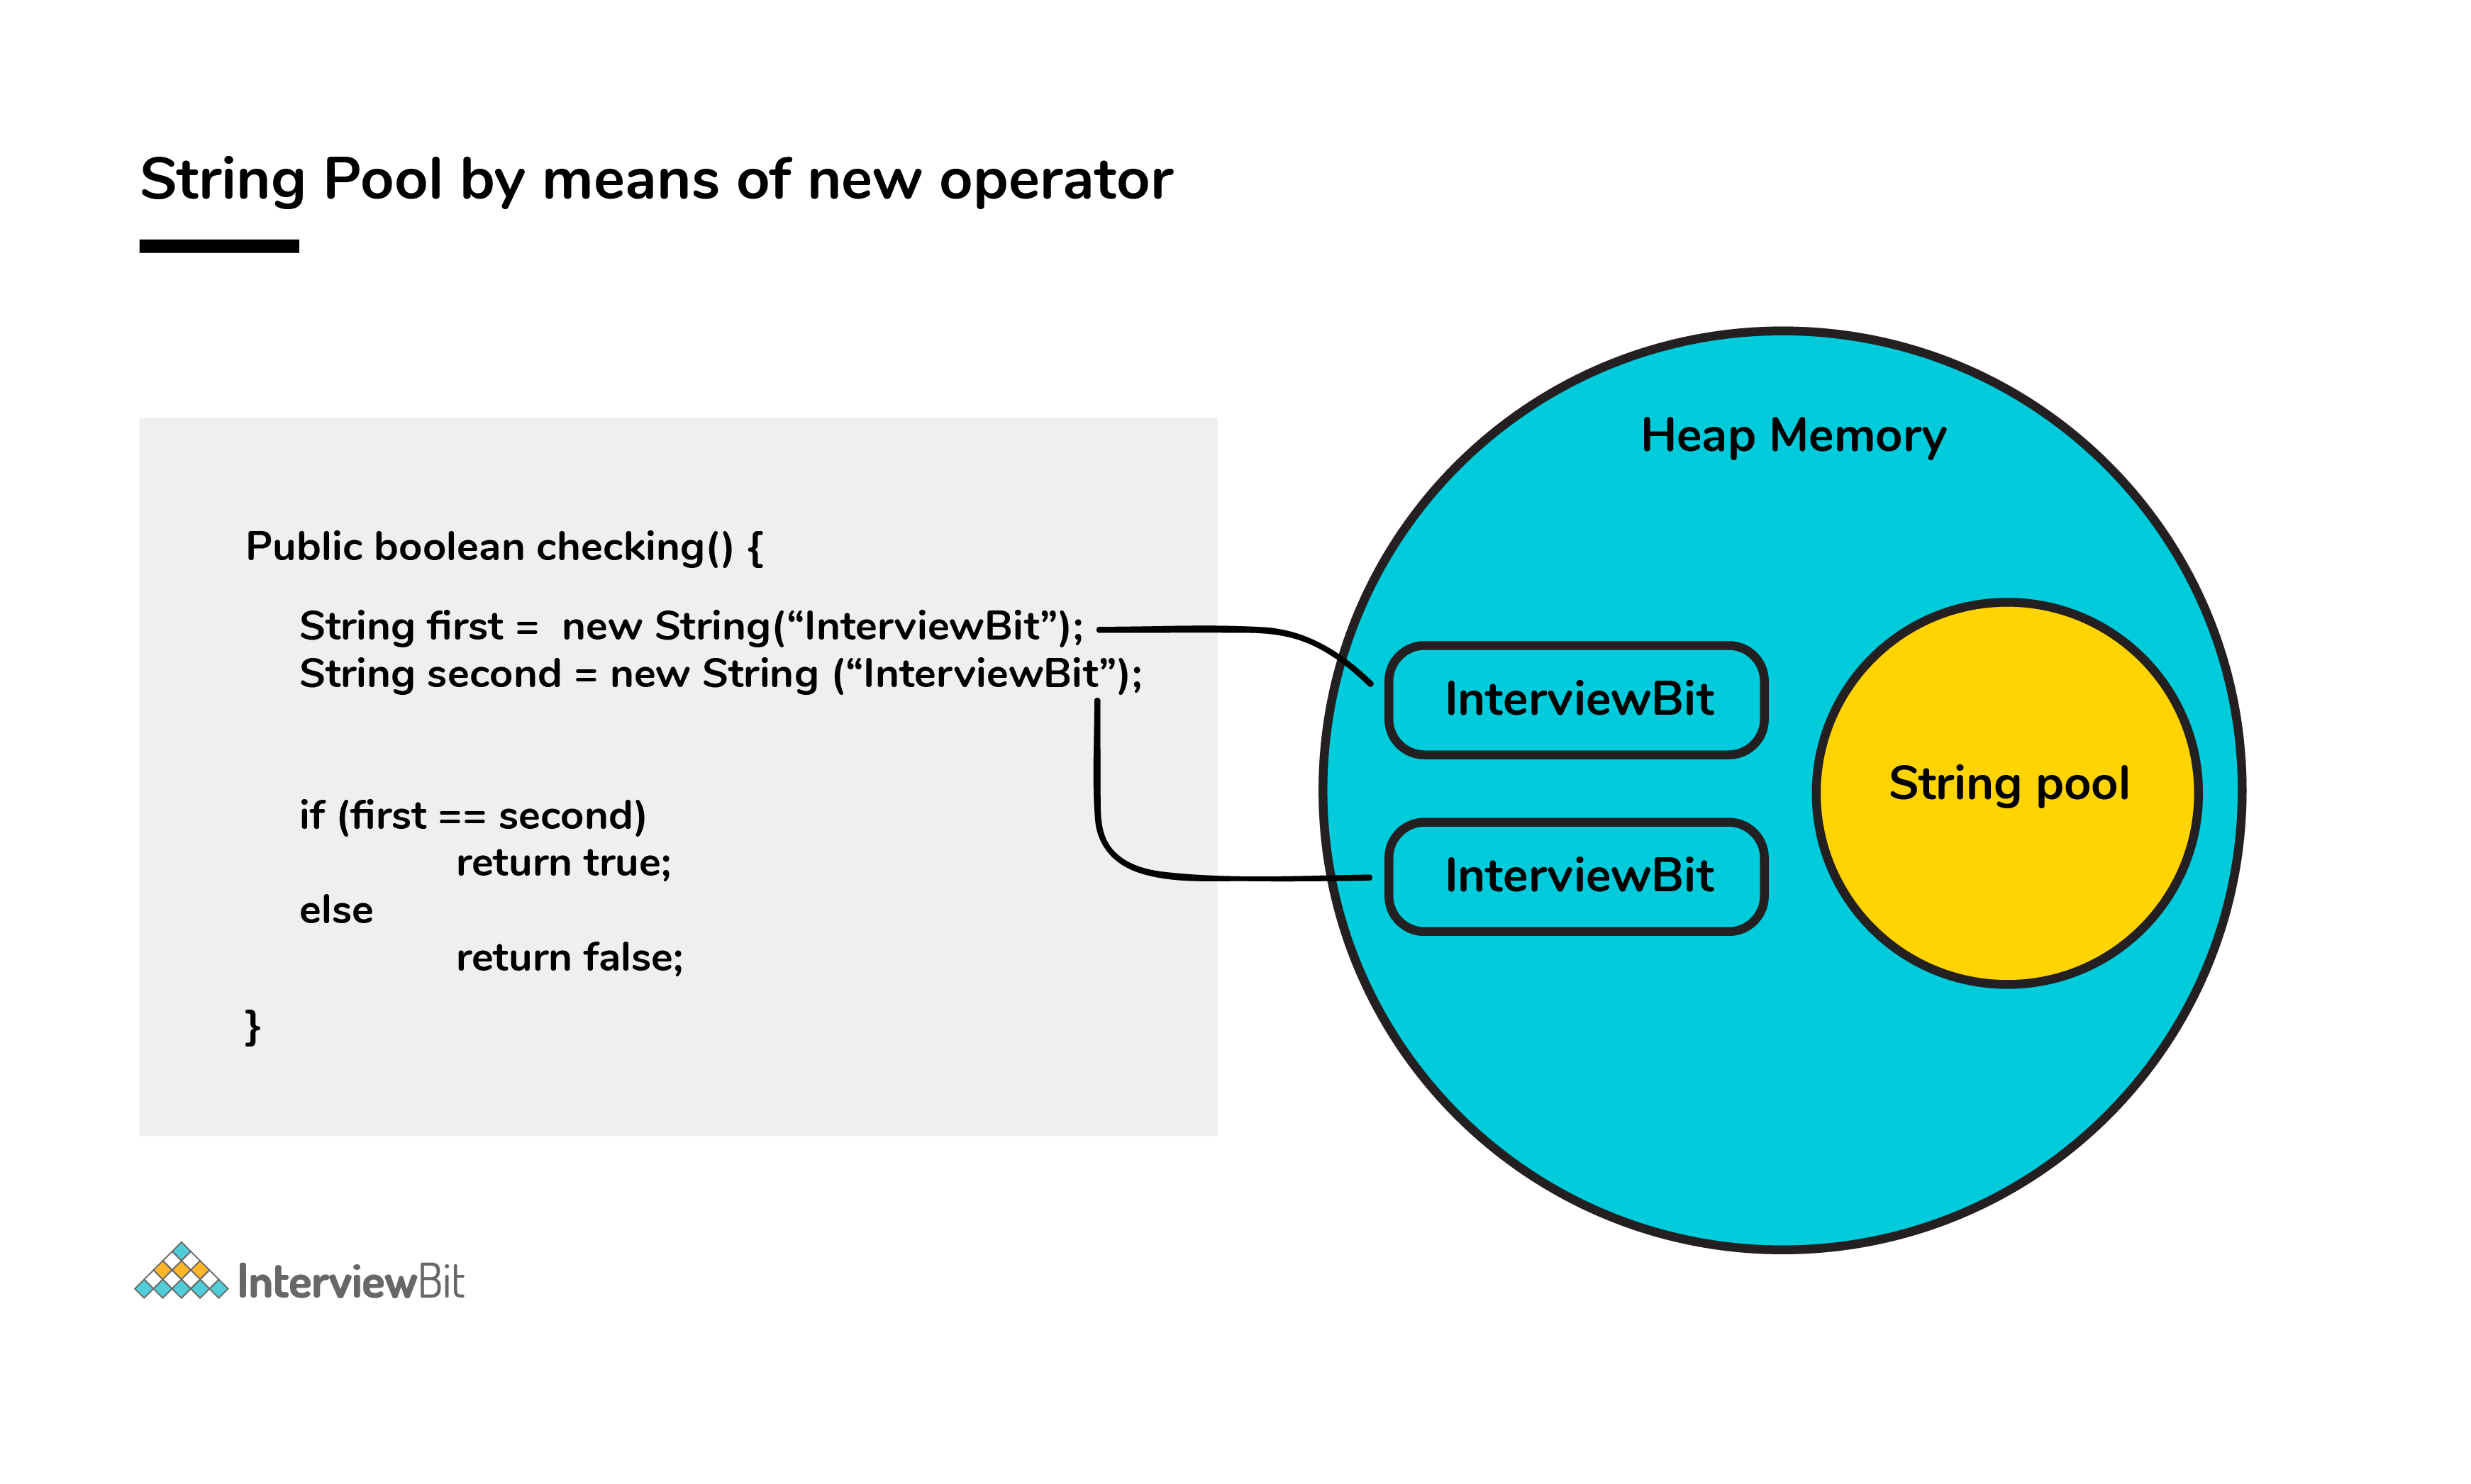 String Pool by means of new operator
Public boolean checking() {
String first =  new String(“InterviewBit”);
String second = new String (“InterviewBit”);
if (first == second)
return true;
else
return false;
}
Heap Memory
InterviewBit
InterviewBit
String pool
InterviewBit